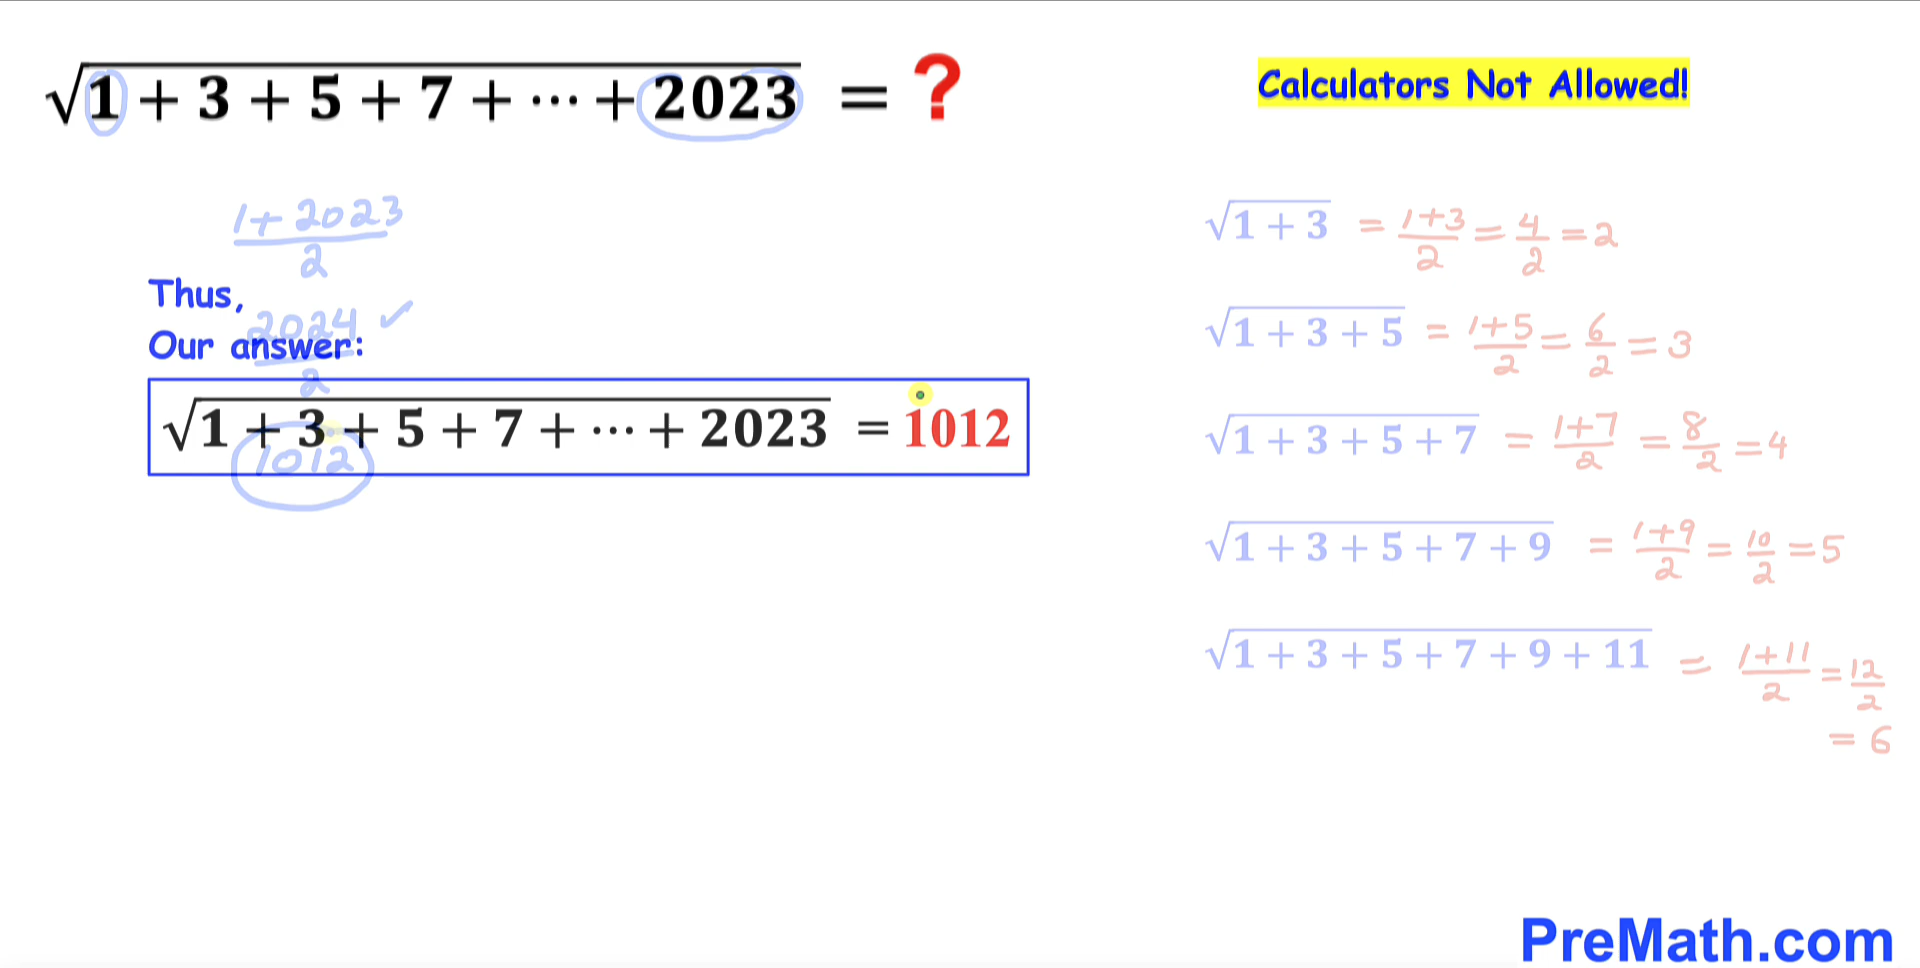 √1 + 3 + 5 + 7 + ··· + 2023 = ?
Calculators Not Allowed!
1 + 2023
2
Thus,
2024 ✓
2
Our answer:
√1 + 3 + 5 + 7 + ··· + 2023 = 1012
1012
√1 + 3 = 1+3/2 = 4/2 = 2
√1 + 3 + 5 = 1+5/2 = 6/2 = 3
√1 + 3 + 5 + 7 = 1+7/2 = 8/2 = 4
√1 + 3 + 5 + 7 + 9 = 1+9/2 = 10/2 = 5
√1 + 3 + 5 + 7 + 9 + 11 = 1+11/2 = 12/2
= 6
PreMath.com